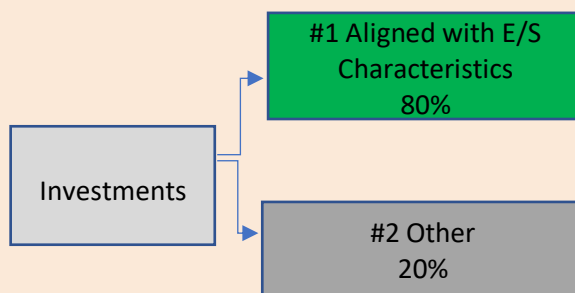 #1 Aligned with E/S
Characteristics
80%
Investments
#2 Other
20%